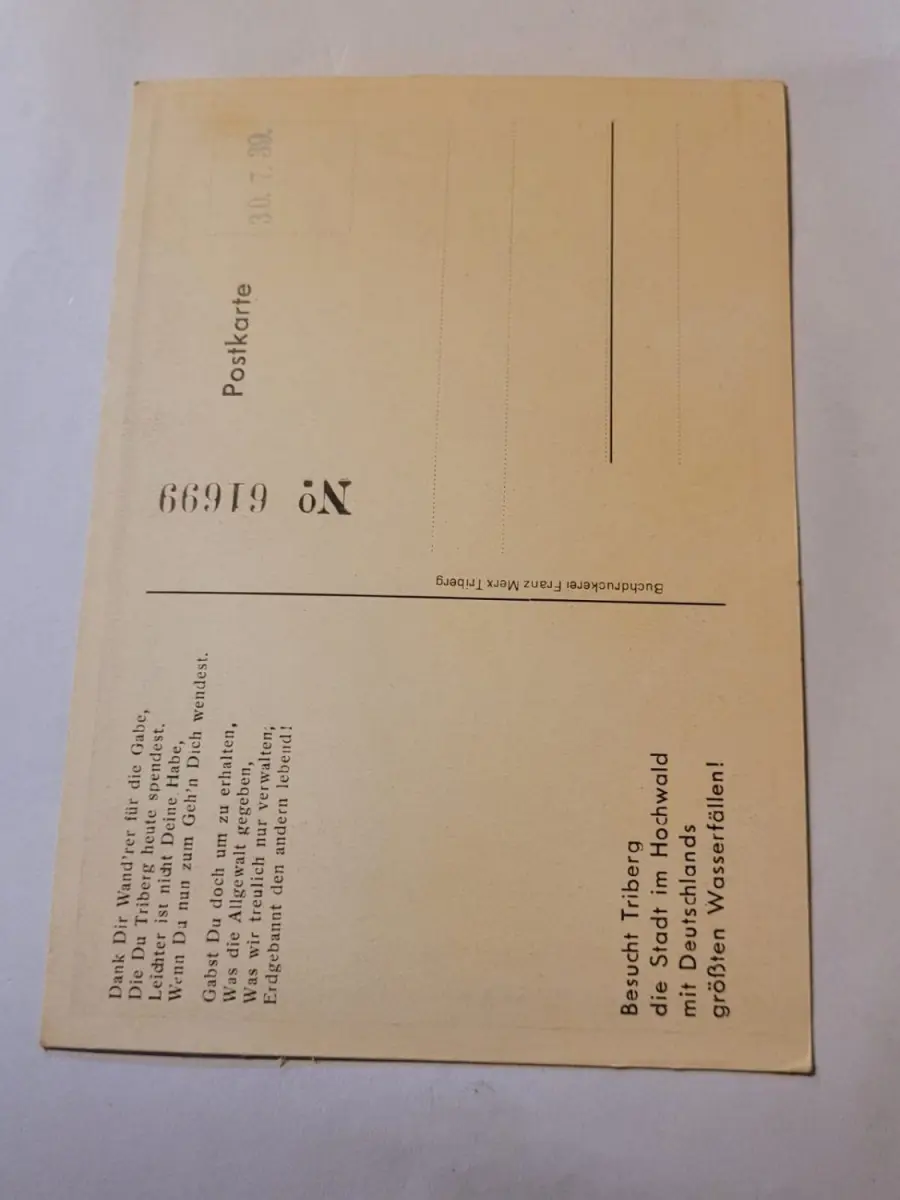 Dank Dir Wand'rer für die Gabe,
Die Du Triberg heute spendest.
Leichter ist nicht Deine Habe,
Wenn Du nun zum Geh'n Dich wendest.
Gabst Du doch um zu erhalten,
Was die Allgewalt gegeben,
Was wir treulich nur verwalten;
Erdgebannt den andern lebend!
Besucht Triberg
die Stadt im Hochwald
mit Deutschlands
größten Wasserfällen!
Buchdruckerei Franz Merx Triberg
No 61699
Postkarte
30. 7. 39.